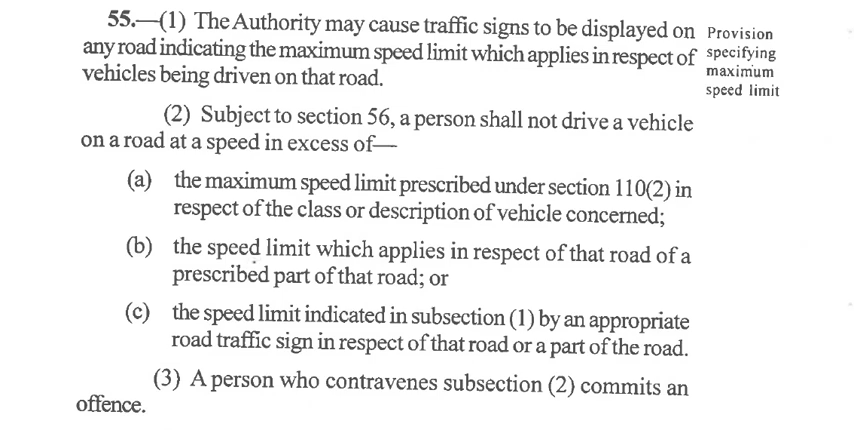 55.—(1) The Authority may cause traffic signs to be displayed on
any road indicating the maximum speed limit which applies in respect of
vehicles being driven on that road.
Provision
specifying
maximum
speed limit
(2) Subject to section 56, a person shall not drive a vehicle
on a road at a speed in excess of—
(a) the maximum speed limit prescribed under section 110(2) in
respect of the class or description of vehicle concerned;
(b) the speed limit which applies in respect of that road of a
prescribed part of that road; or
(c) the speed limit indicated in subsection (1) by an appropriate
road traffic sign in respect of that road or a part of the road.
(3) A person who contravenes subsection (2) commits an
offence.